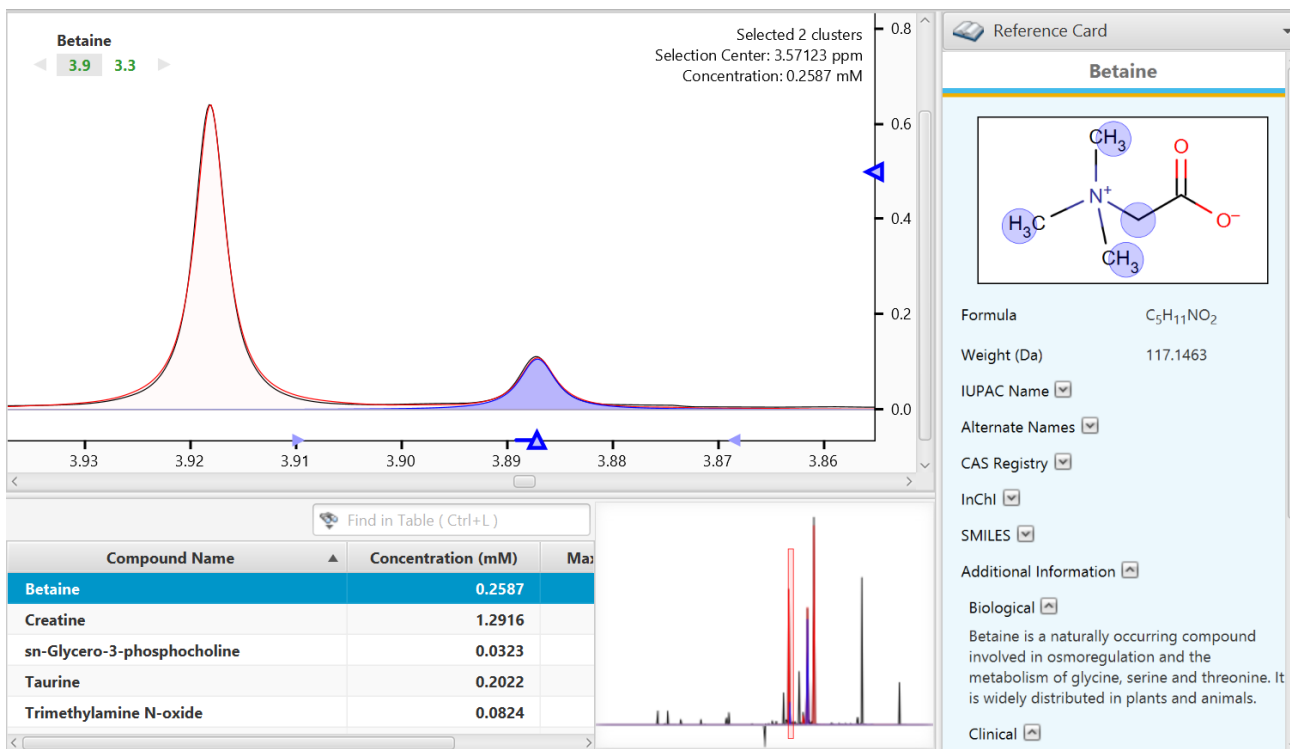 Betaine
3.9 3.3
Selected 2 clusters
Selection Center: 3.57123 ppm
Concentration: 0.2587 mM
0.8
0.6
0.4
0.2
0.0
3.93 3.92 3.91 3.90 3.89 3.88 3.87 3.86
Find in Table ( Ctrl+L )
Compound Name Concentration (mM) Max
Betaine 0.2587
Creatine 1.2916
sn-Glycero-3-phosphocholine 0.0323
Taurine 0.2022
Trimethylamine N-oxide 0.0824
Reference Card
Betaine
CH₃
O
N⁺
H₃C
O⁻
CH₃
Formula C₅H₁₁NO₂
Weight (Da) 117.1463
IUPAC Name
Alternate Names
CAS Registry
InChI
SMILES
Additional Information
Biological
Betaine is a naturally occurring compound
involved in osmoregulation and the
metabolism of glycine, serine and threonine. It
is widely distributed in plants and animals.
Clinical